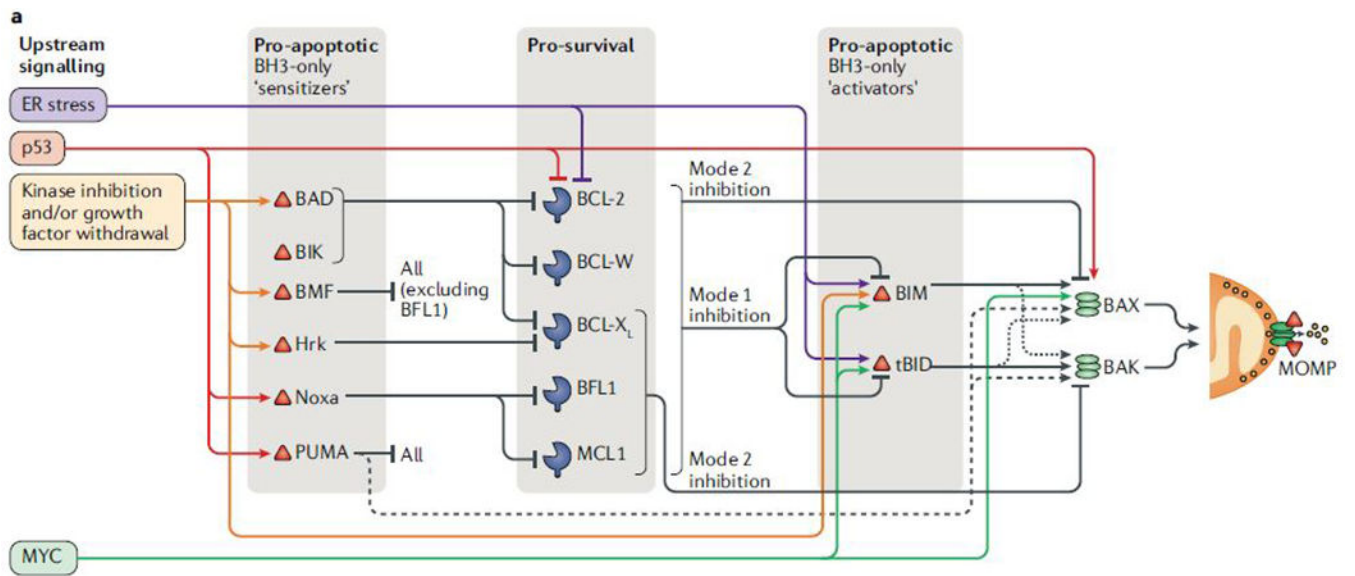 a
Upstream
signalling
Pro-apoptotic
BH3-only
'sensitizers'
Pro-survival
Pro-apoptotic
BH3-only
'activators'
ER stress
p53
Kinase inhibition
and/or growth
factor withdrawal
BAD
BIK
BMF
All
(excluding
BFL1)
Hrk
Noxa
PUMA
All
BCL-2
BCL-W
BCL-XL
BFL1
MCL1
Mode 2
inhibition
Mode 1
inhibition
Mode 2
inhibition
BIM
tBID
BAX
BAK
MOMP
MYC